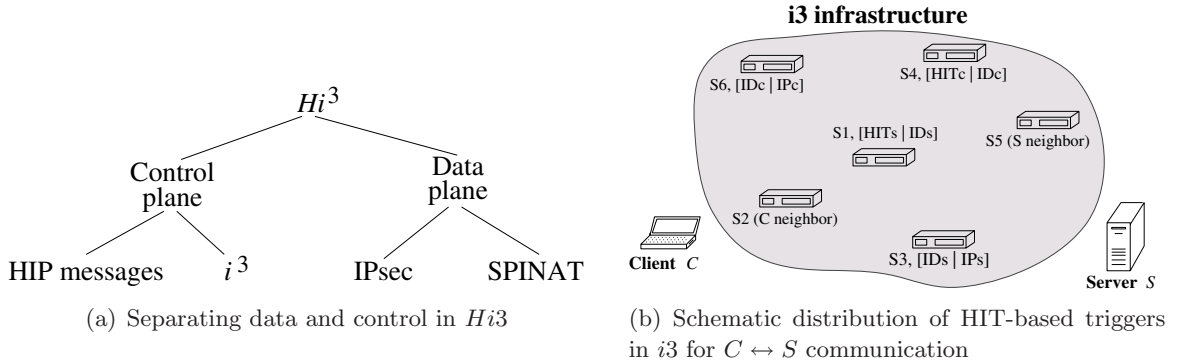 Hi3
Control
plane
Data
plane
HIP messages
i3
IPsec
SPINAT
(a) Separating data and control in Hi3
i3 infrastructure
S6, [IDc | IPc]
S4, [HITc | IDc]
S1, [HITs | IDs]
S5 (S neighbor)
S2 (C neighbor)
S3, [IDs | IPs]
Client C
Server S
(b) Schematic distribution of HIT-based triggers
in i3 for C ↔ S communication